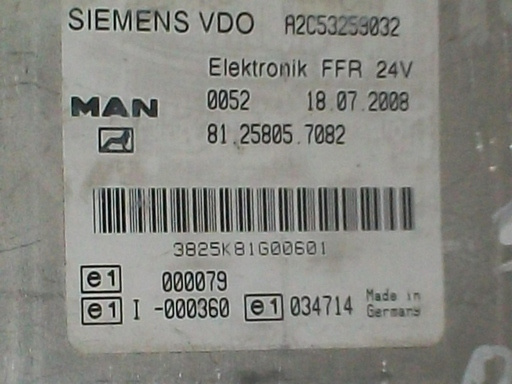 SIEMENS VDO A2C53259032
Elektronik FFR 24V
MAN 0052 18.07.2008
81.25805.7082
3825K81G00601
e1 000079
e1 I -000360 e1 034714 Made in
Germany